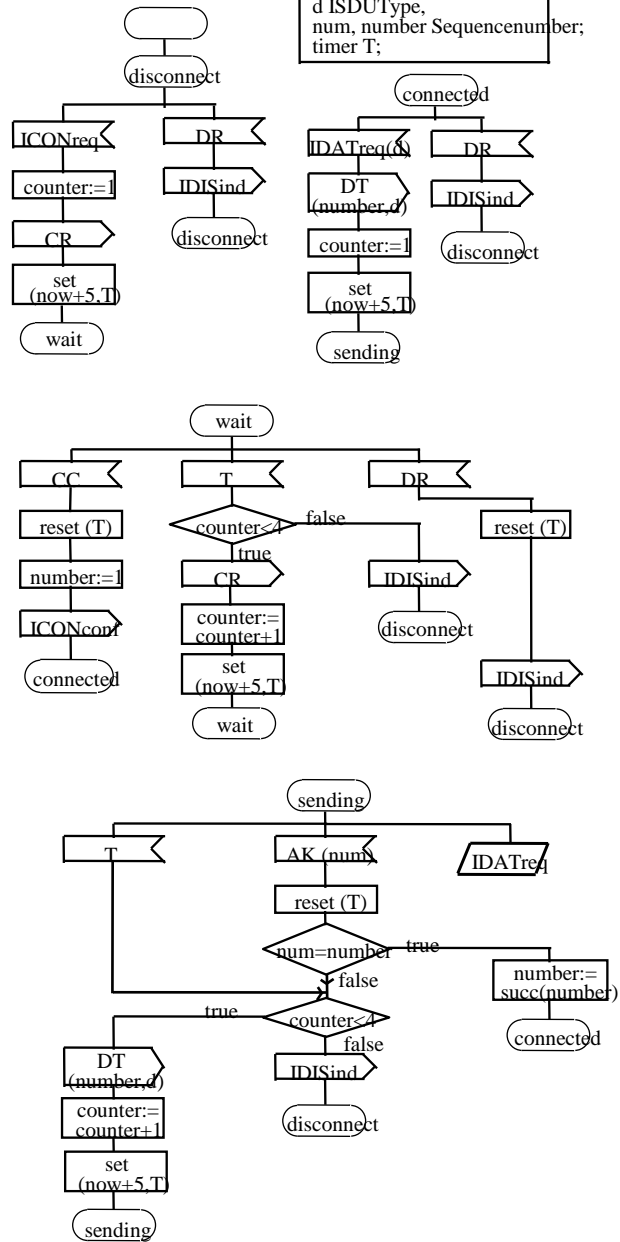 d ISDUType,
num, number Sequencenumber;
timer T;
disconnect
ICONreq
DR
counter:=1
IDISind
CR
disconnect
set
(now+5,T)
wait
connected
IDATreq(d)
DR
DT
(number,d)
IDISind
counter:=1
disconnect
set
(now+5,T)
sending
wait
CC
T
DR
reset (T)
counter<4
false
reset (T)
true
number:=1
CR
IDISind
ICONconf
counter:=
counter+1
disconnect
connected
set
(now+5,T)
IDISind
wait
disconnect
sending
T
AK (num)
IDATreq
reset (T)
num=number
true
false
number:=
succ(number)
true
counter<4
connected
false
DT
(number,d)
IDISind
counter:=
counter+1
disconnect
set
(now+5,T)
sending